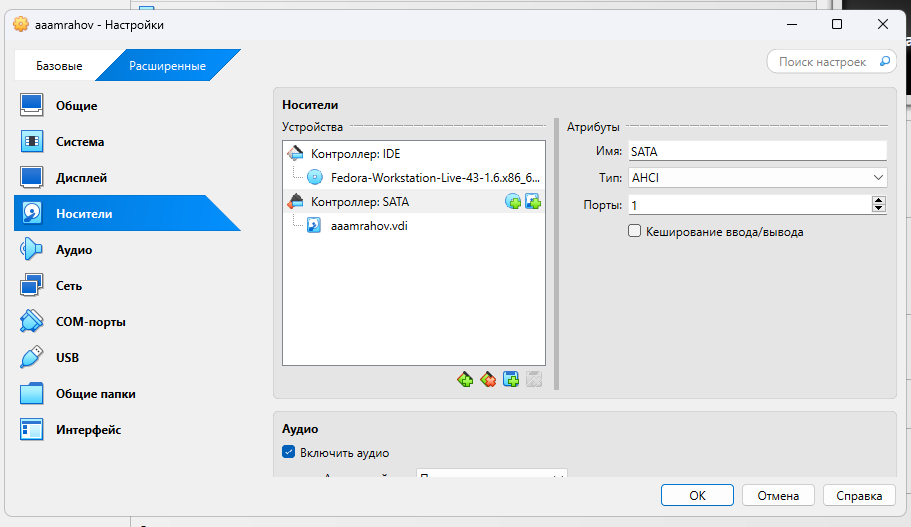 aaamrahov - Настройки
Базовые
Расширенные
Поиск настроек
Общие
Система
Дисплей
Носители
Аудио
Сеть
COM-порты
USB
Общие папки
Интерфейс
Носители
Устройства
Контроллер: IDE
Fedora-Workstation-Live-43-1.6.x86_6...
Контроллер: SATA
aaamrahov.vdi
Атрибуты
Имя: SATA
Тип: AHCI
Порты: 1
Кеширование ввода/вывода
Аудио
Включить аудио
OK
Отмена
Справка